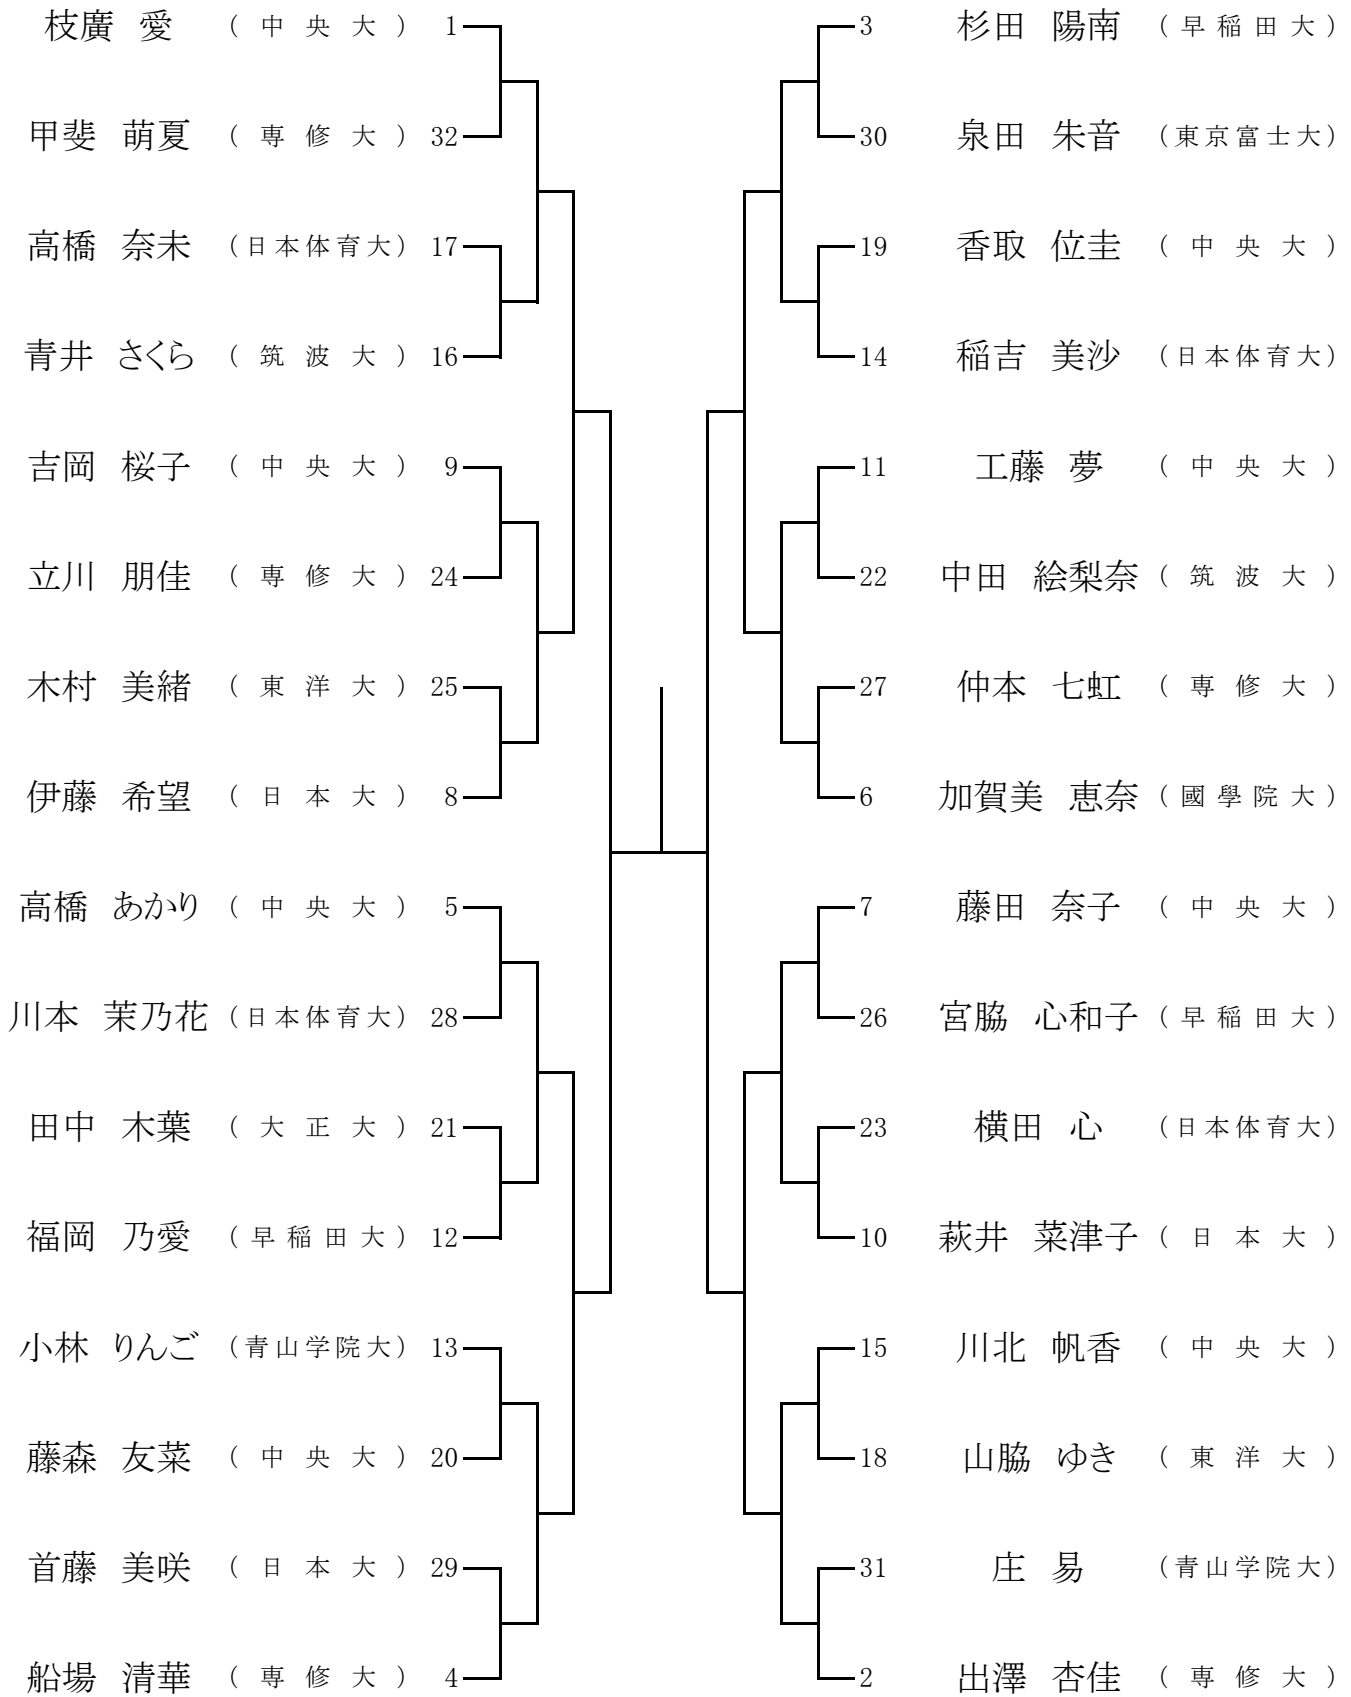 枝廣 愛 (中央大) 1
甲斐 萌夏 (専修大) 32
高橋 奈未 (日本体育大) 17
青井 さくら (筑波大) 16
吉岡 桜子 (中央大) 9
立川 朋佳 (専修大) 24
木村 美緒 (東洋大) 25
伊藤 希望 (日本大) 8
高橋 あかり (中央大) 5
川本 茉乃花 (日本体育大) 28
田中 木葉 (大正大) 21
福岡 乃愛 (早稲田大) 12
小林 りんご (青山学院大) 13
藤森 友菜 (中央大) 20
首藤 美咲 (日本大) 29
船場 清華 (専修大) 4
3 杉田 陽南 (早稲田大)
30 泉田 朱音 (東京富士大)
19 香取 位圭 (中央大)
14 稲吉 美沙 (日本体育大)
11 工藤 夢 (中央大)
22 中田 絵梨奈 (筑波大)
27 仲本 七虹 (専修大)
6 加賀美 恵奈 (國學院大)
7 藤田 奈子 (中央大)
26 宮脇 心和子 (早稲田大)
23 横田 心 (日本体育大)
10 萩井 菜津子 (日本大)
15 川北 帆香 (中央大)
18 山脇 ゆき (東洋大)
31 庄 易 (青山学院大)
2 出澤 杏佳 (専修大)